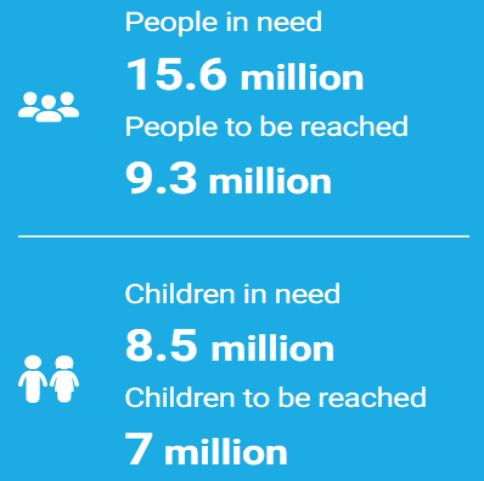 People in need
15.6 million
People to be reached
9.3 million
Children in need
8.5 million
Children to be reached
7 million